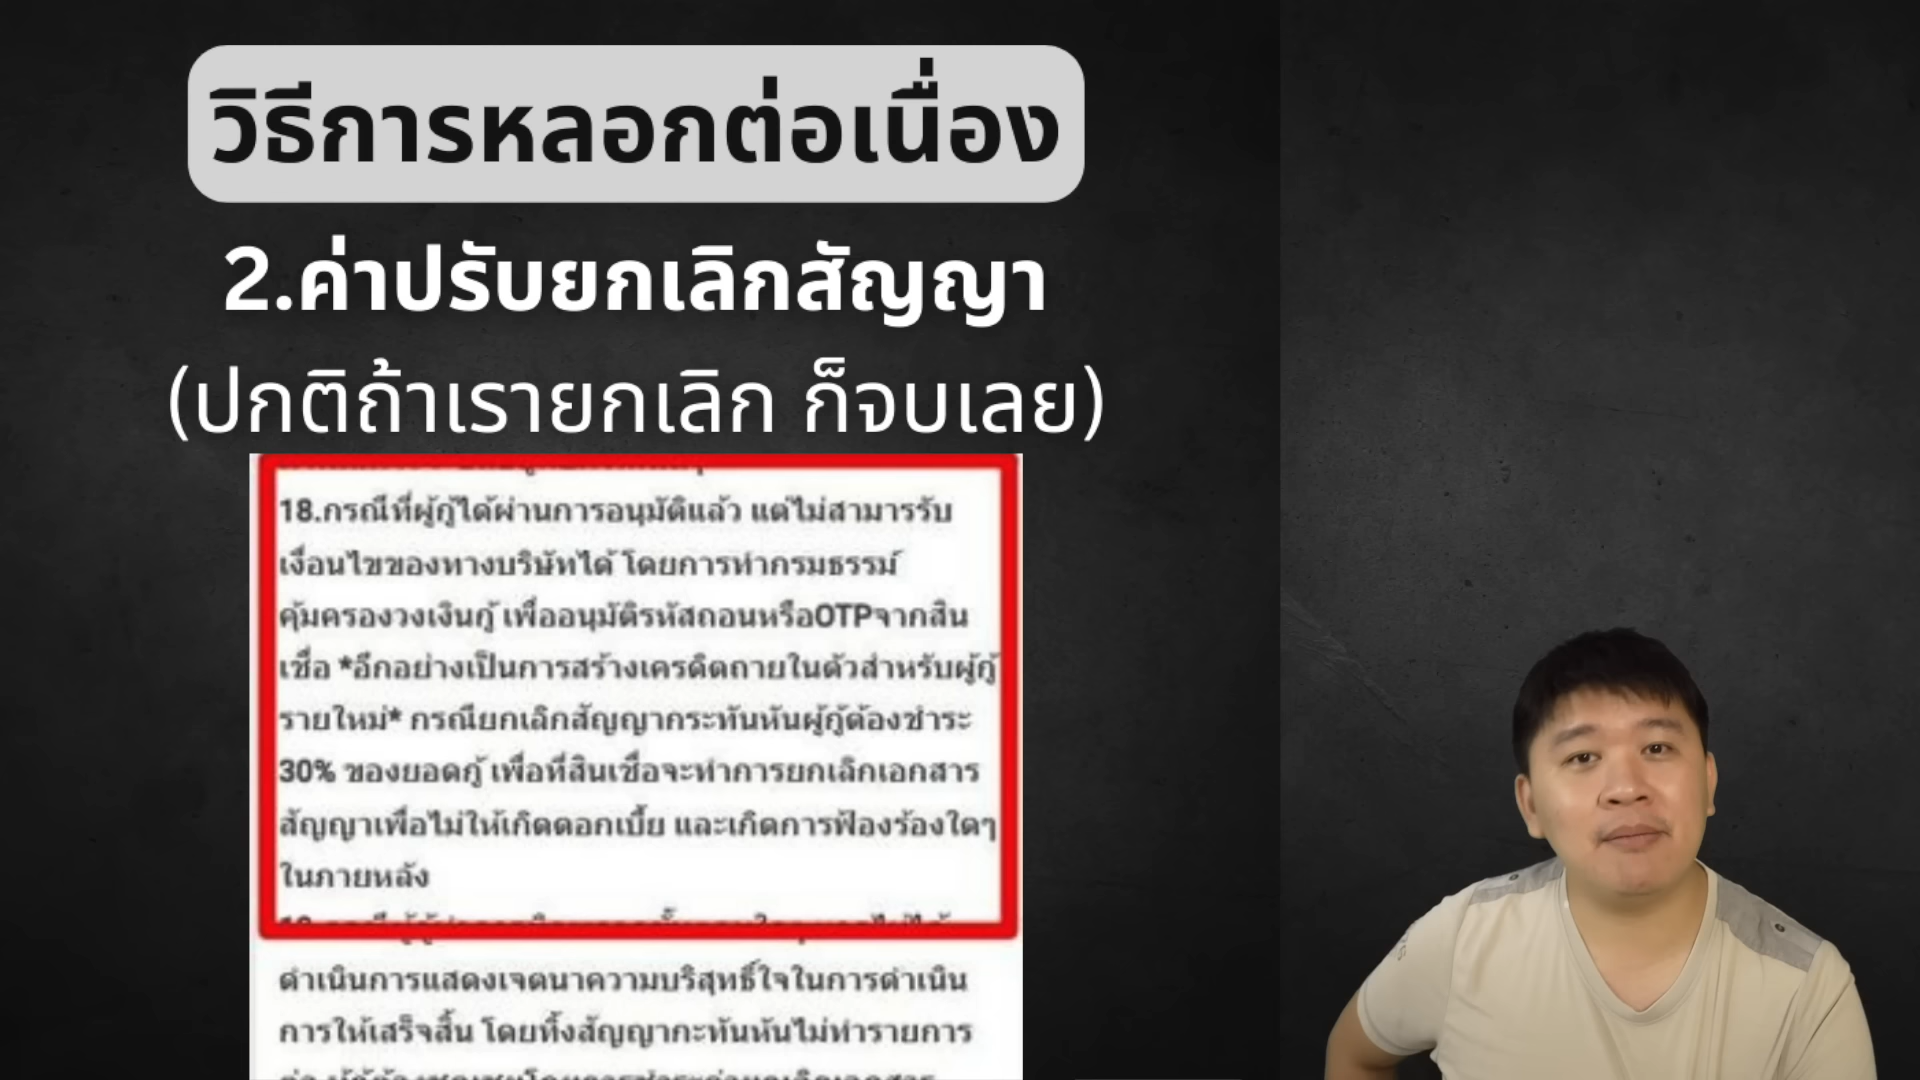 วิธีการหลอกต่อเนื่อง
2.ค่าปรับยกเลิกสัญญา
(ปกติถ้าเรายกเลิก ก็จบเลย)
18.กรณีที่ผู้กู้ได้ผ่านการอนุมัติแล้ว แต่ไม่สามารรับ
เงื่อนไขของทางบริษัทได้ โดยการทำกรมธรรม์
คุ้มครองวงเงินกู้ เพื่ออนุมัติรหัสถอนหรือOTPจากสิน
เชื่อ *อีกอย่างเป็นการสร้างเครดิตภายในตัวสำหรับผู้กู้
รายใหม่* กรณียกเลิกสัญญากระทันหันผู้กู้ต้องชำระ
30% ของยอดกู้ เพื่อที่สินเชื่อจะทำการยกเลิกเอกสาร
สัญญาเพื่อไม่ให้เกิดดอกเบี้ย และเกิดการฟ้องร้องใดๆ
ในภายหลัง
ดำเนินการแสดงเจตนาความบริสุทธิ์ใจในการดำเนิน
การให้เสร็จสิ้น โดยทิ้งสัญญากะทันหันไม่ทำรายการ